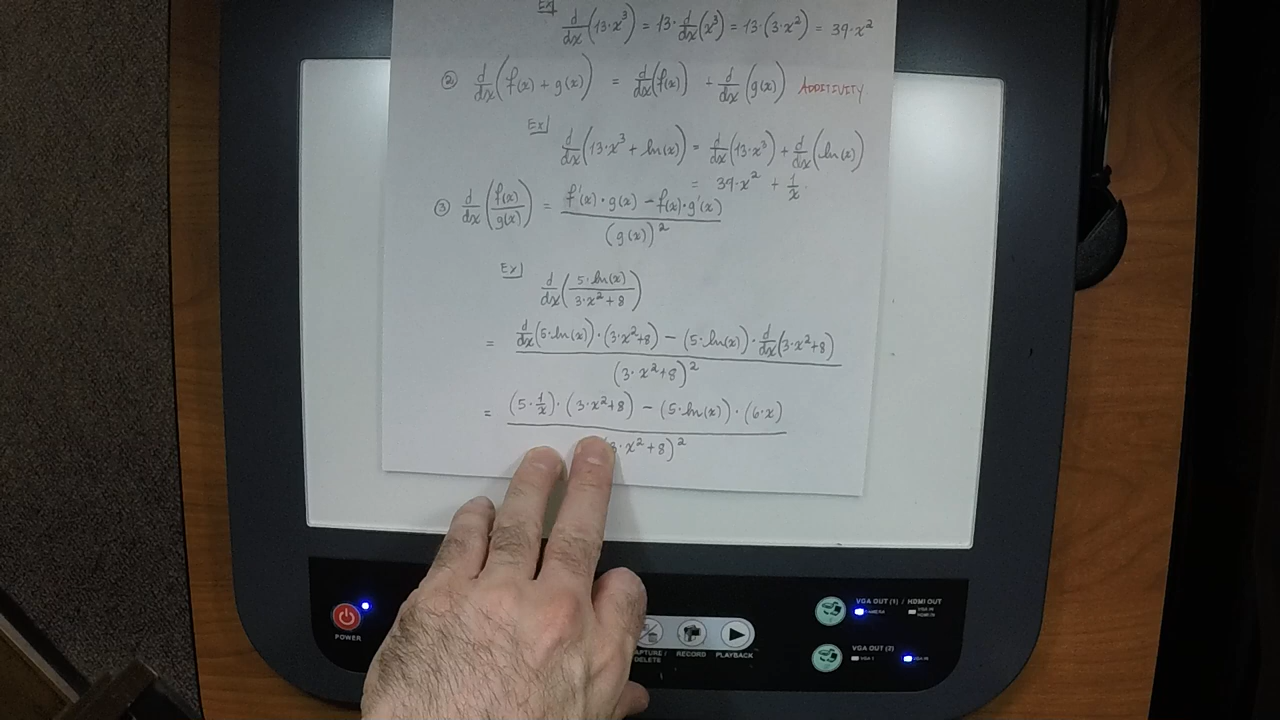 Ex|
d/dx(13·x³) = 13·d/dx(x³) = 13·(3·x²) = 39·x²
② d/dx(f(x) + g(x)) = d/dx(f(x)) + d/dx(g(x)) ADDITIVITY
Ex|
d/dx(13·x³ + ln(x)) = d/dx(13·x³) + d/dx(ln(x))
= 39·x² + 1/x.
③ d/dx(f(x)/g(x)) = (f'(x)·g(x) − f(x)·g'(x))/(g(x))²
Ex|
d/dx((5·ln(x))/(3·x²+8))
= (d/dx(5·ln(x))·(3·x²+8) − (5·ln(x))·d/dx(3·x²+8))/(3·x²+8)²
= ((5·1/x)·(3·x²+8) − (5·ln(x))·(6·x))/(3·x²+8)²
POWER
DELETE
RECORD
PLAYBACK
VGA OUT (1) / HDMI OUT
VGA OUT (2)